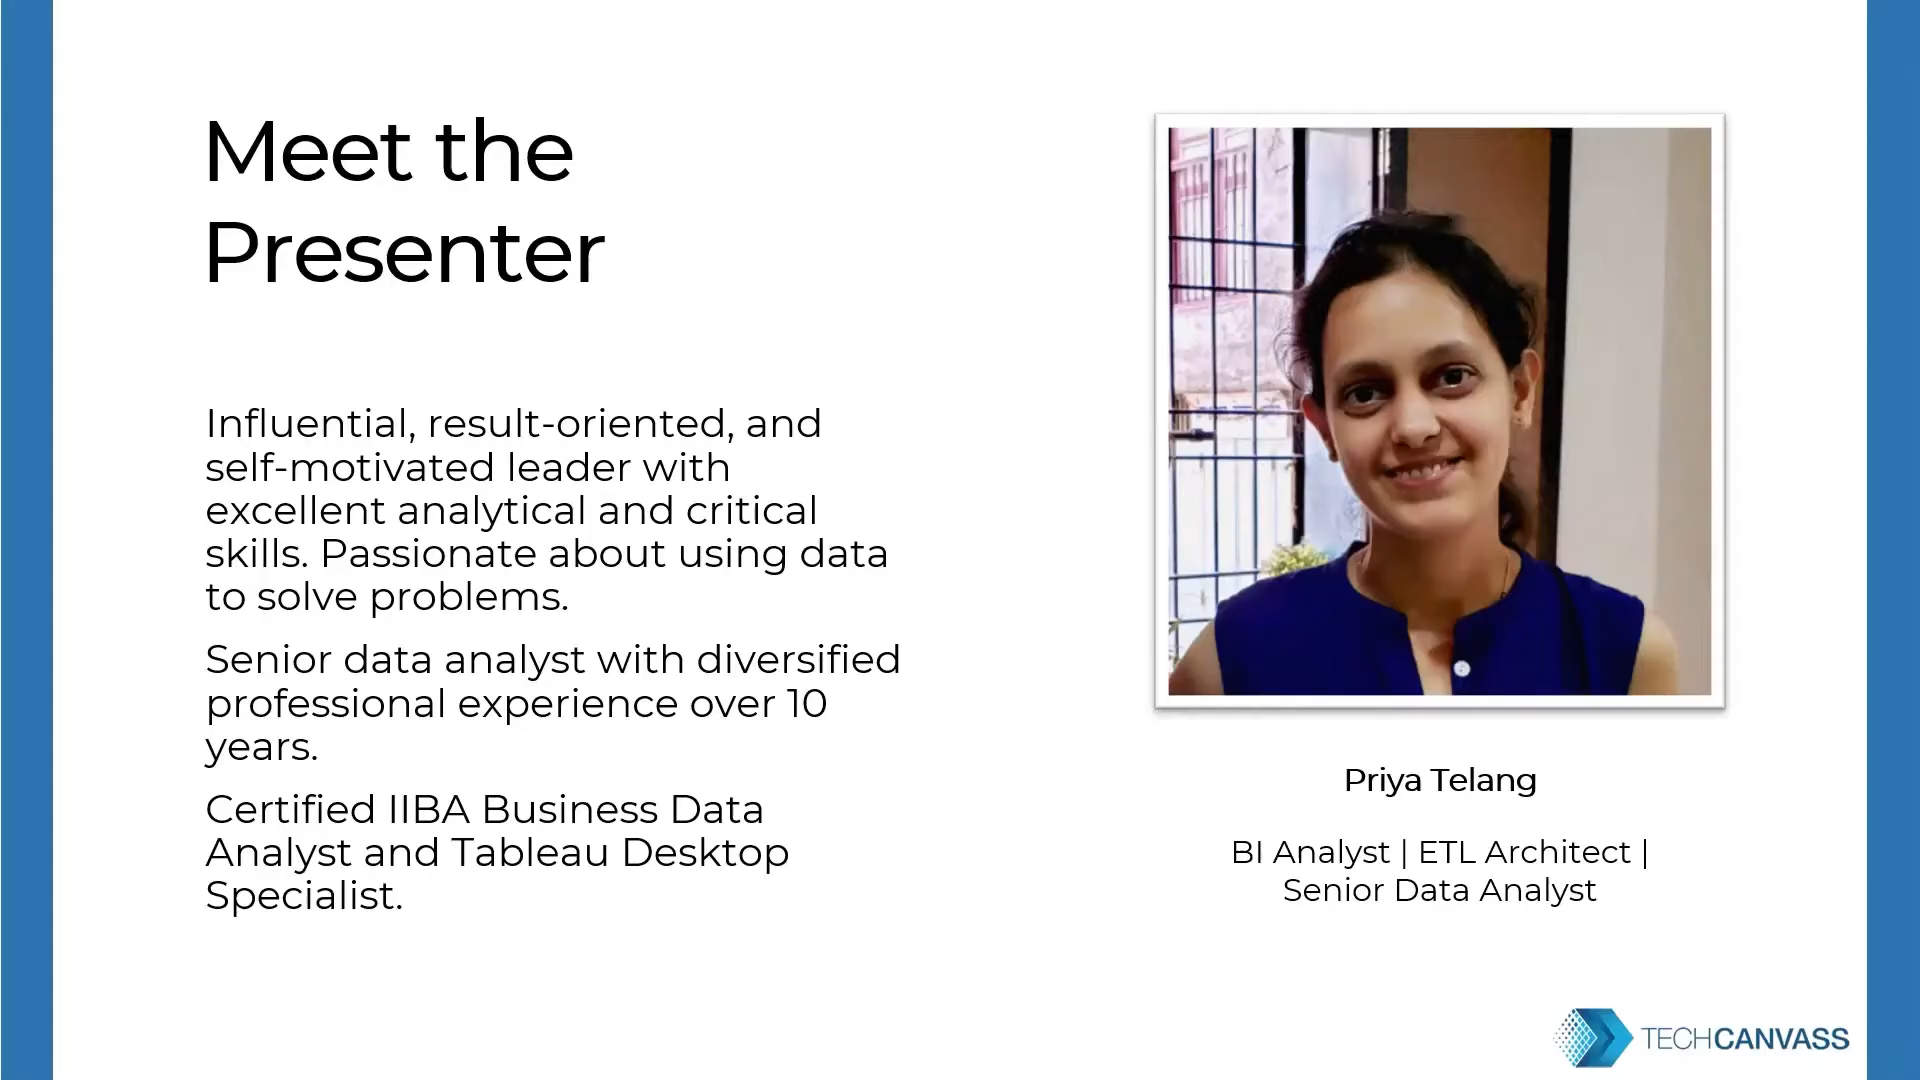 Meet the
Presenter
Influential, result-oriented, and
self-motivated leader with
excellent analytical and critical
skills. Passionate about using data
to solve problems.
Senior data analyst with diversified
professional experience over 10
years.
Certified IIBA Business Data
Analyst and Tableau Desktop
Specialist.
Priya Telang
BI Analyst | ETL Architect |
Senior Data Analyst
TECHCANVASS